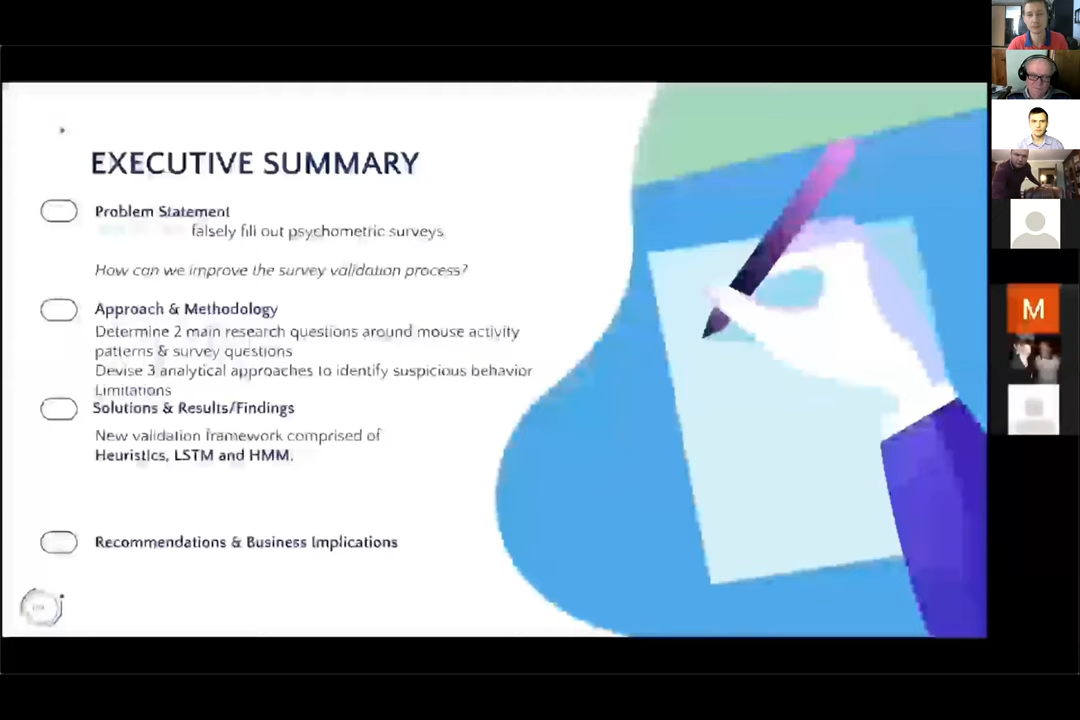 EXECUTIVE SUMMARY
Problem Statement
falsely fill out psychometric surveys
How can we improve the survey validation process?
Approach & Methodology
Determine 2 main research questions around mouse activity
patterns & survey questions
Devise 3 analytical approaches to identify suspicious behavior
Limitations
Solutions & Results/Findings
New validation framework comprised of
Heuristics, LSTM and HMM.
Recommendations & Business Implications
M